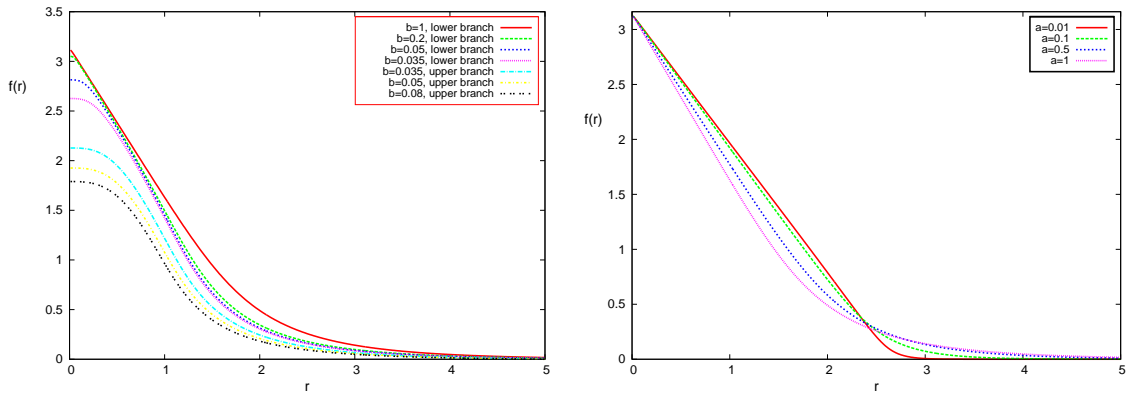 3.5
3
2.5
2
1.5
1
0.5
0
f(r)
b=1, lower branch
b=0.2, lower branch
b=0.05, lower branch
b=0.035, lower branch
b=0.035, upper branch
b=0.05, upper branch
b=0.08, upper branch
0 1 2 3 4 5
r
3
2.5
2
1.5
1
0.5
0
f(r)
a=0.01
a=0.1
a=0.5
a=1
0 1 2 3 4 5
r